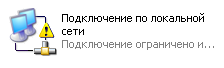 Подключение по локальной
сети
Подключение ограничено и...